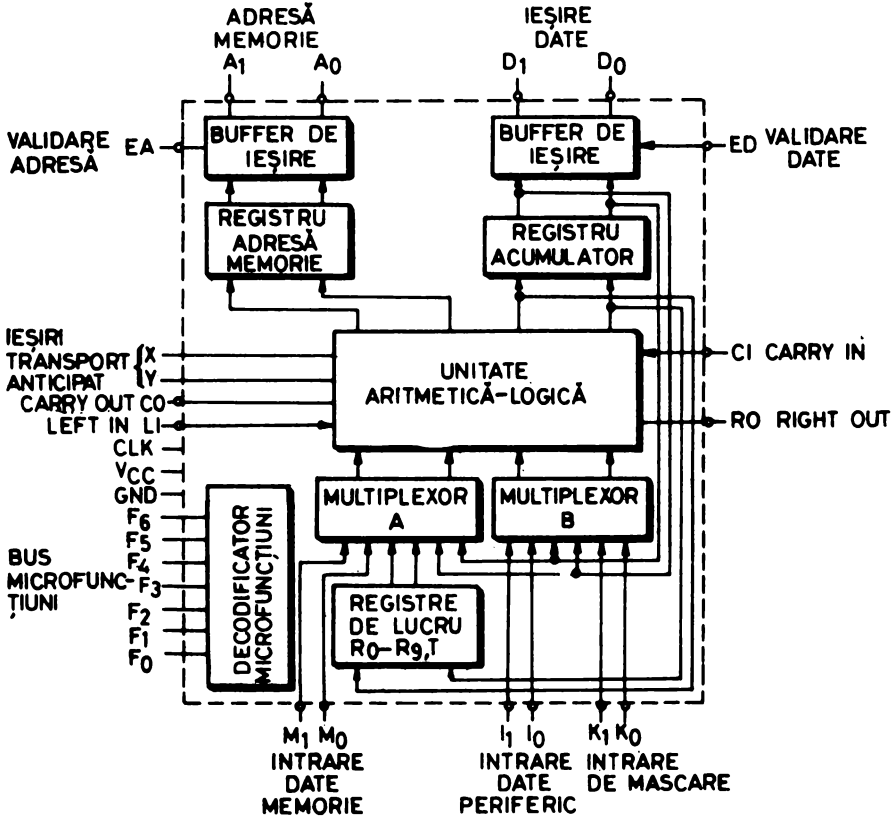 ADRESĂ
MEMORIE
A1 A0
IEȘIRE
DATE
D1 D0
VALIDARE
ADRESĂ
EA
BUFFER DE
IEȘIRE
BUFFER DE
IEȘIRE
ED VALIDARE
DATE
REGISTRU
ADRESĂ
MEMORIE
REGISTRU
ACUMULATOR
IEȘIRI
TRANSPORT
ANTICIPAT
X
Y
CARRY OUT CO
LEFT IN LI
CLK
VCC
GND
UNITATE
ARITMETICĂ-LOGICĂ
CI CARRY IN
RO RIGHT OUT
MULTIPLEXOR
A
MULTIPLEXOR
B
BUS
MICROFUNC-
ȚIUNI
F6
F5
F4
F3
F2
F1
F0
DECODIFICATOR
MICROFUNCȚIUNI
REGISTRE
DE LUCRU
R0-R9,T
M1 M0
INTRARE
DATE
MEMORIE
I1 I0
INTRARE
DATE
PERIFERIC
K1 K0
INTRARE
DE MASCARE